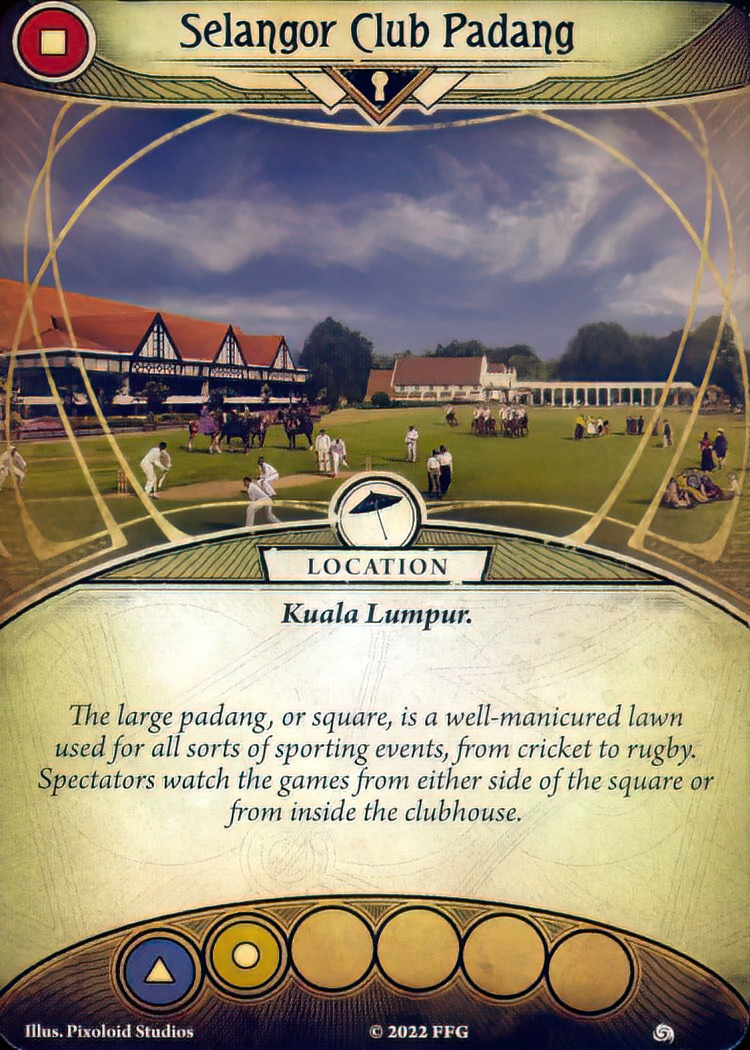 Selangor Club Padang
LOCATION
Kuala Lumpur.
The large padang, or square, is a well-manicured lawn
used for all sorts of sporting events, from cricket to rugby.
Spectators watch the games from either side of the square or
from inside the clubhouse.
Illus. Pixoloid Studios
© 2022 FFG